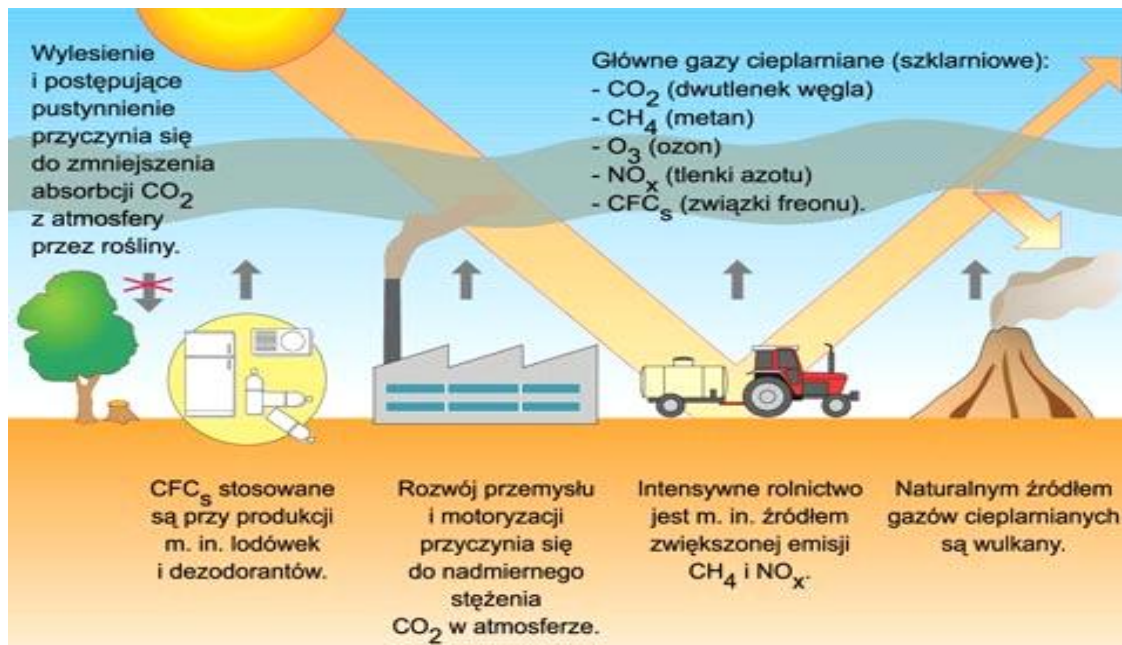 Wylesienie
i postępujące
pustynnienie
przyczynia się
do zmniejszenia
absorbcji CO₂
z atmosfery
przez rośliny.
Główne gazy cieplarniane (szklarniowe):
- CO₂ (dwutlenek węgla)
- CH₄ (metan)
- O₃ (ozon)
- NOₓ (tlenki azotu)
- CFCₛ (związki freonu).
CFCₛ stosowane
są przy produkcji
m. in. lodówek
i dezodorantów.
Rozwój przemysłu
i motoryzacji
przyczynia się
do nadmiernego
stężenia
CO₂ w atmosferze.
Intensywne rolnictwo
jest m. in. źródłem
zwiększonej emisji
CH₄ i NOₓ.
Naturalnym źródłem
gazów cieplarnianych
są wulkany.